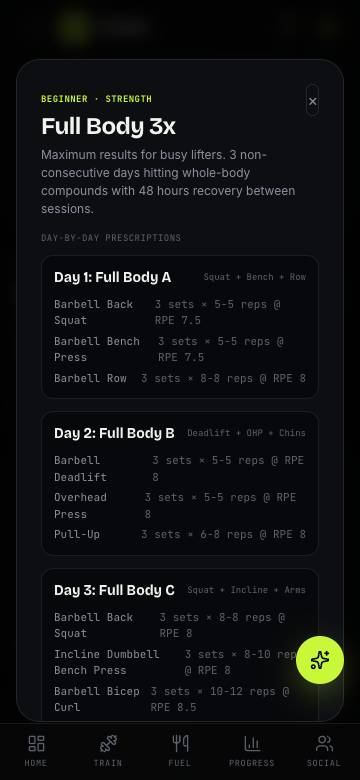 BEGINNER · STRENGTH
×
Full Body 3x
Maximum results for busy lifters. 3 non-
consecutive days hitting whole-body
compounds with 48 hours recovery between
sessions.
DAY-BY-DAY PRESCRIPTIONS
Day 1: Full Body A Squat + Bench + Row
Barbell Back 3 sets × 5-5 reps @
Squat RPE 7.5
Barbell Bench 3 sets × 5-5 reps @
Press RPE 7.5
Barbell Row 3 sets × 8-8 reps @ RPE 8
Day 2: Full Body B Deadlift + OHP + Chins
Barbell 3 sets × 5-5 reps @ RPE
Deadlift 8
Overhead 3 sets × 5-5 reps @ RPE
Press 8
Pull-Up 3 sets × 6-8 reps @ RPE 8
Day 3: Full Body C Squat + Incline + Arms
Barbell Back 3 sets × 8-8 reps @
Squat RPE 8
Incline Dumbbell 3 sets × 8-10 rep
Bench Press @ RPE 8
Barbell Bicep 3 sets × 10-12 reps @
Curl RPE 8.5
HOME TRAIN FUEL PROGRESS SOCIAL